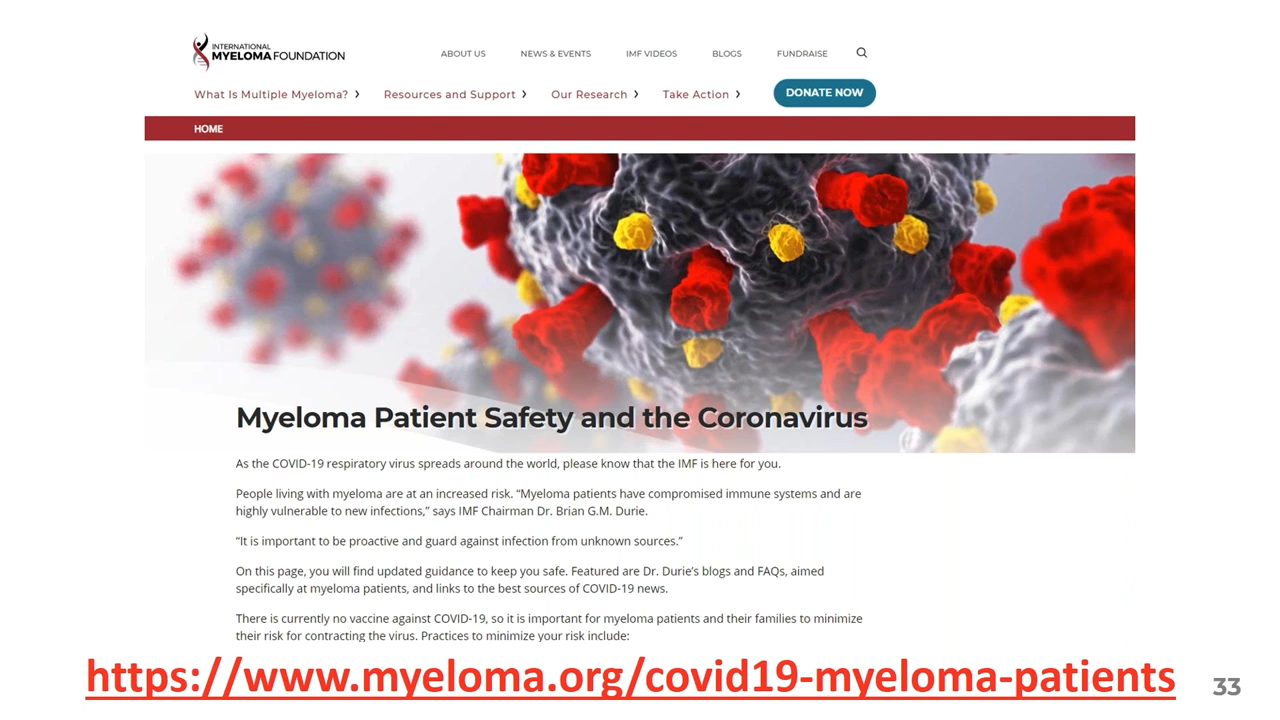 INTERNATIONAL
MYELOMA FOUNDATION
ABOUT US NEWS & EVENTS IMF VIDEOS BLOGS FUNDRAISE
What Is Multiple Myeloma? Resources and Support Our Research Take Action DONATE NOW
HOME
Myeloma Patient Safety and the Coronavirus
As the COVID-19 respiratory virus spreads around the world, please know that the IMF is here for you.
People living with myeloma are at an increased risk. “Myeloma patients have compromised immune systems and are
highly vulnerable to new infections,” says IMF Chairman Dr. Brian G.M. Durie.
“It is important to be proactive and guard against infection from unknown sources.”
On this page, you will find updated guidance to keep you safe. Featured are Dr. Durie’s blogs and FAQs, aimed
specifically at myeloma patients, and links to the best sources of COVID-19 news.
There is currently no vaccine against COVID-19, so it is important for myeloma patients and their families to minimize
their risk for contracting the virus. Practices to minimize your risk include:
https://www.myeloma.org/covid19-myeloma-patients
33